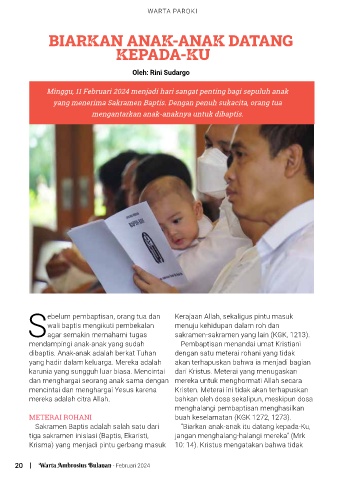 WARTA PAROKI
BIARKAN ANAK-ANAK DATANG
KEPADA-KU
Oleh: Rini Sudargo
Minggu, 11 Februari 2024 menjadi hari sangat penting bagi sepuluh anak
yang menerima Sakramen Baptis. Dengan penuh sukacita, orang tua
mengantarkan anak-anaknya untuk dibaptis.
Sebelum pembaptisan, orang tua dan
wali baptis mengikuti pembekalan
agar semakin memahami tugas
mendampingi anak-anak yang sudah
dibaptis. Anak-anak adalah berkat Tuhan
yang hadir dalam keluarga. Mereka adalah
karunia yang sungguh luar biasa. Mencintai
dan menghargai seorang anak sama dengan
mencintai dan menghargai Yesus karena
mereka adalah citra Allah.
METERAI ROHANI
Sakramen Baptis adalah salah satu dari
tiga sakramen inisiasi (Baptis, Ekaristi,
Krisma) yang menjadi pintu gerbang masuk
Kerajaan Allah, sekaligus pintu masuk
menuju kehidupan dalam roh dan
sakramen-sakramen yang lain (KGK, 1213).
Pembaptisan menandai umat Kristiani
dengan satu meterai rohani yang tidak
akan terhapuskan bahwa ia menjadi bagian
dari Kristus. Meterai yang menugaskan
mereka untuk menghormati Allah secara
Kristen. Meterai ini tidak akan terhapuskan
bahkan oleh dosa sekalipun, meskipun dosa
menghalangi pembaptisan menghasilkan
buah keselamatan (KGK 1272, 1273).
"Biarkan anak-anak itu datang kepada-Ku,
jangan menghalang-halangi mereka" (Mrk
10: 14). Kristus mengatakan bahwa tidak
20 | Warta Ambrosius Bulanan - Februari 2024